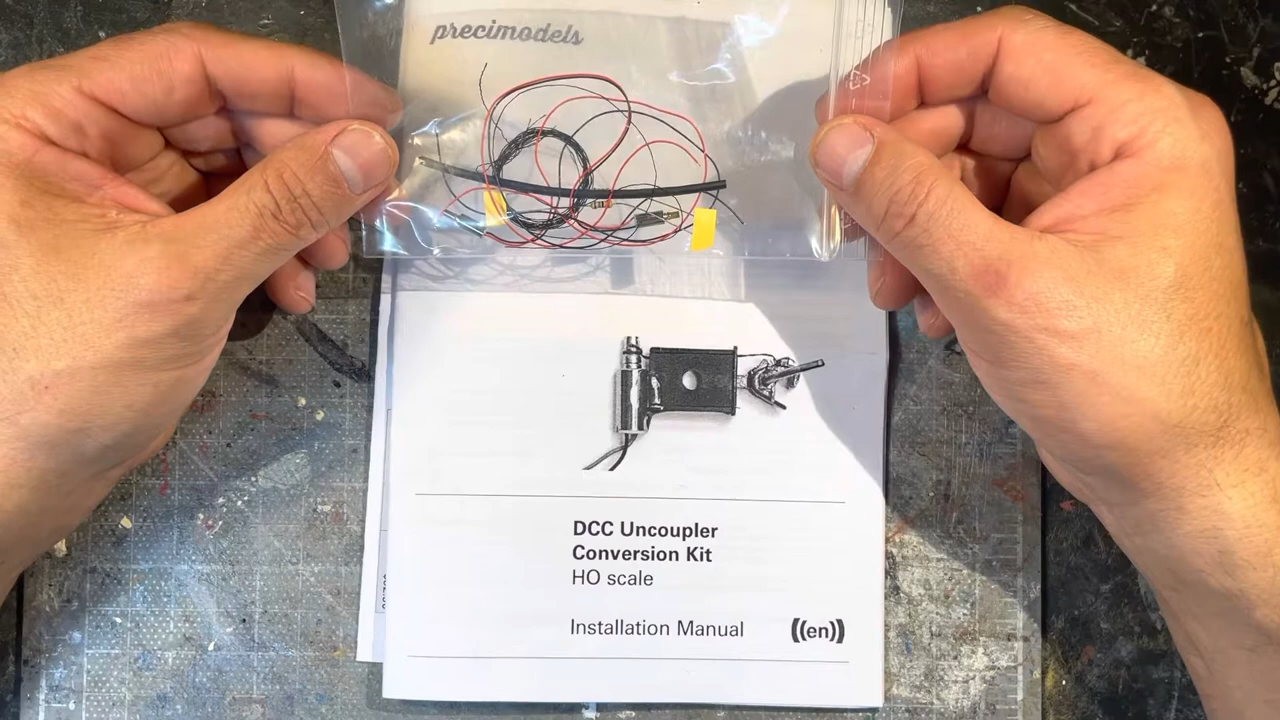 precimodels
DCC Uncoupler
Conversion Kit
HO scale
Installation Manual ((en))